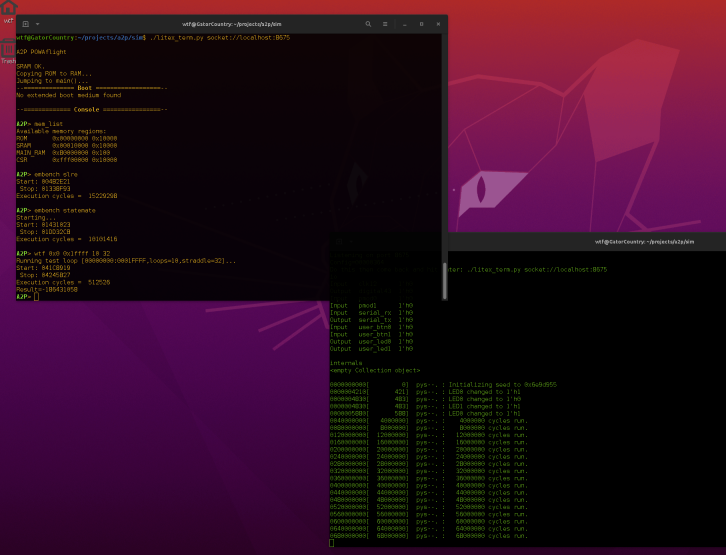 wtf
Trash
wtf@GatorCountry: ~/projects/a2p/sim
wtf@GatorCountry:~/projects/a2p/sim$ ./litex_term.py socket://localhost:8675
A2P POWAflight
SRAM OK.
Copying ROM to RAM...
Jumping to main()...
--============== Boot ==================--
No extended boot medium found
--============= Console ================--
A2P> mem_list
Available memory regions:
ROM 0x00000000 0x10000
SRAM 0x00010000 0x10000
MAIN_RAM 0x80000000 0x100
CSR 0xfff00000 0x10000
A2P> embench slre
Start: 004B2E21
Stop: 0133BF93
Execution cycles = 15229298
A2P> embench statemate
Starting...
Start: 01431023
Stop: 01DD32C8
Execution cycles = 10101416
A2P> wtf 0x0 0x1ffff 10 32
Running test loop [00000000:0001FFFF,loops=10,straddle=32]...
Start: 041C8919
Stop: 04245B27
Execution cycles = 512526
Result=-186431058
A2P>
wtf@GatorCountry: ~/projects/a2p/sim
ter: ./litex_term.py socket://localhost:8675
Input pmod1 1'h0
Input serial_rx 1'h0
Output serial_tx 1'h0
Input user_btn0 1'h0
Input user_btn1 1'h0
Output user_led0 1'h0
Output user_led1 1'h0
internals
<empty Collection object>
0000000000[ 0] pys--. : Initializing seed to 0x6a9d955
0000004210[ 421] pys--. : LED0 changed to 1'h1
0000004830[ 483] pys--. : LED0 changed to 1'h0
0000004830[ 483] pys--. : LED1 changed to 1'h1
0000005880[ 588] pys--. : LED0 changed to 1'h1
0040000000[ 4000000] pys--. : 4000000 cycles run.
0080000000[ 8000000] pys--. : 8000000 cycles run.
0120000000[ 12000000] pys--. : 12000000 cycles run.
0160000000[ 16000000] pys--. : 16000000 cycles run.
0200000000[ 20000000] pys--. : 20000000 cycles run.
0240000000[ 24000000] pys--. : 24000000 cycles run.
0280000000[ 28000000] pys--. : 28000000 cycles run.
0320000000[ 32000000] pys--. : 32000000 cycles run.
0360000000[ 36000000] pys--. : 36000000 cycles run.
0400000000[ 40000000] pys--. : 40000000 cycles run.
0440000000[ 44000000] pys--. : 44000000 cycles run.
0480000000[ 48000000] pys--. : 48000000 cycles run.
0520000000[ 52000000] pys--. : 52000000 cycles run.
0560000000[ 56000000] pys--. : 56000000 cycles run.
0600000000[ 60000000] pys--. : 60000000 cycles run.
0640000000[ 64000000] pys--. : 64000000 cycles run.
0680000000[ 68000000] pys--. : 68000000 cycles run.